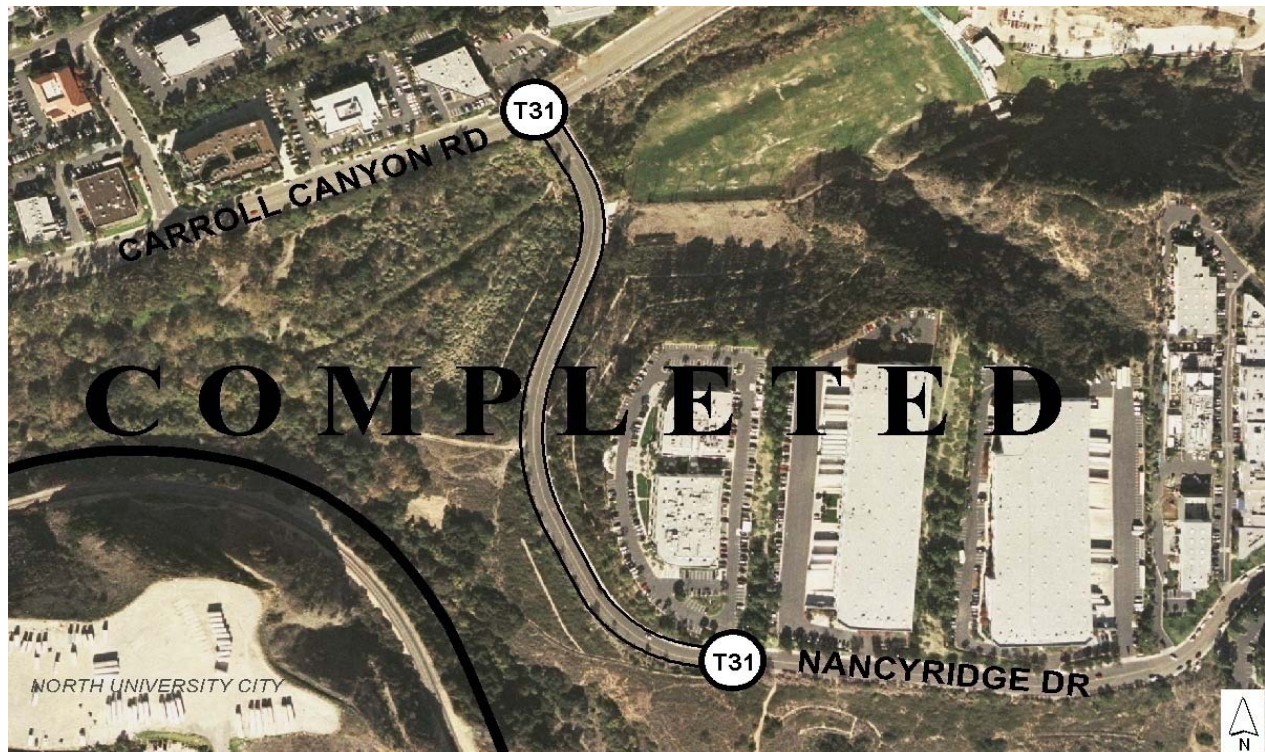 T31
CARROLL CANYON RD
COMPLETED
T31
NANCYRIDGE DR
NORTH UNIVERSITY CITY
N